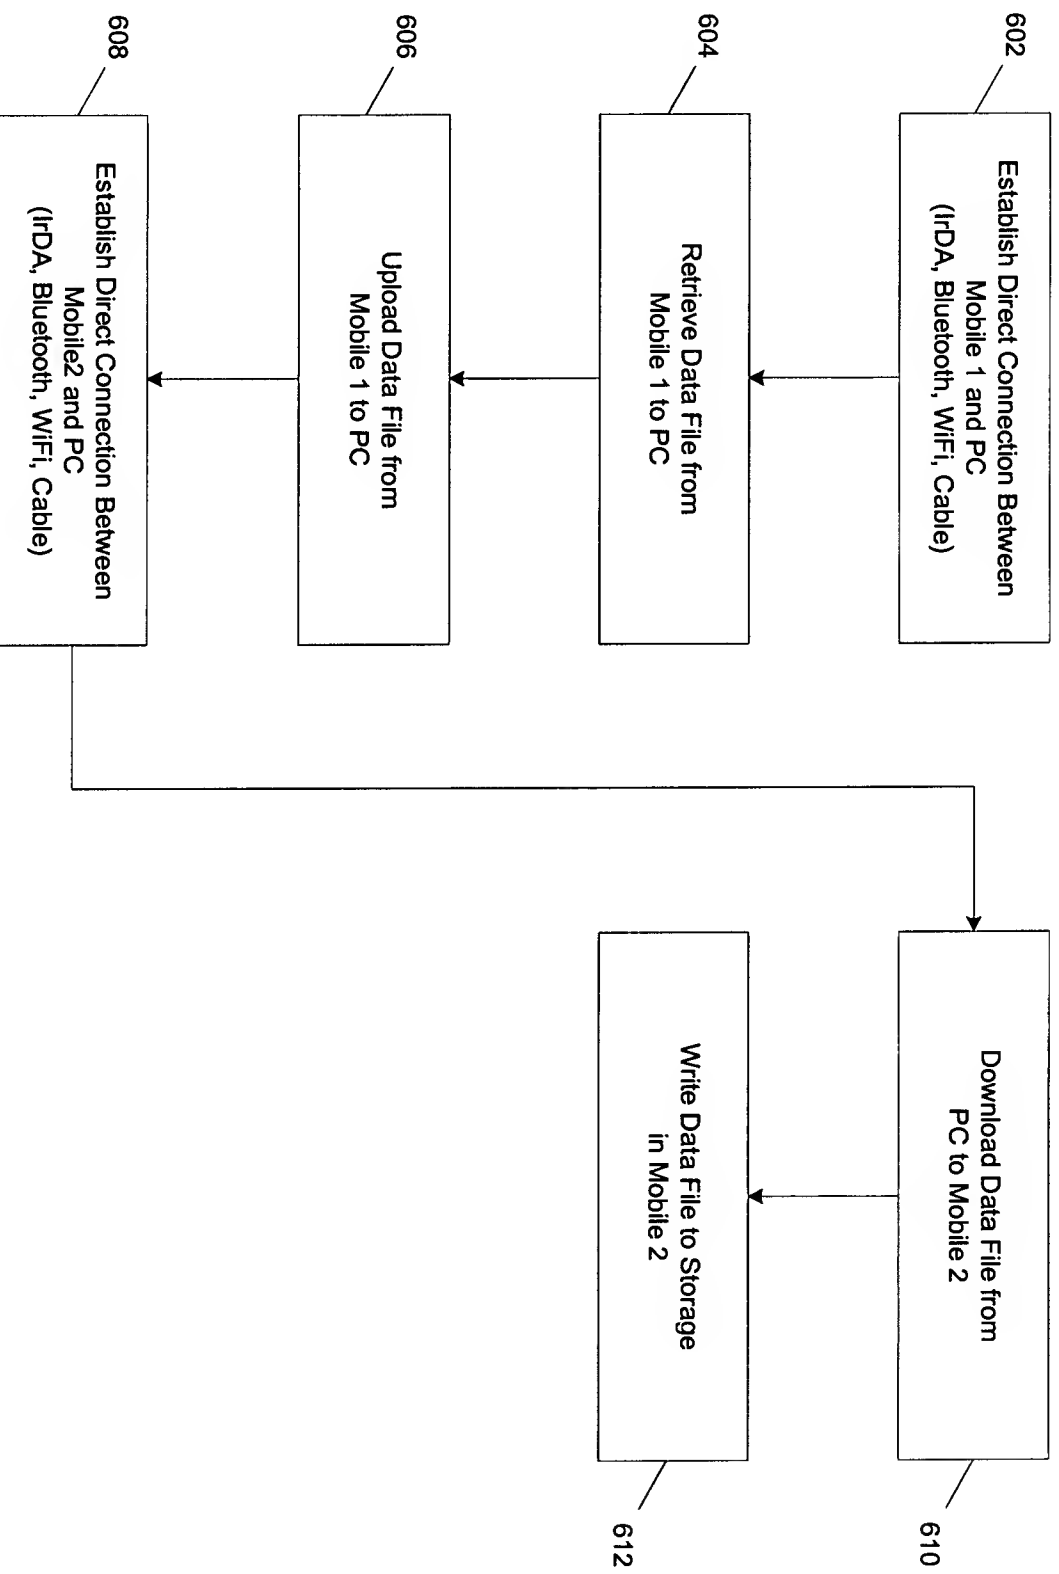 602
Establish Direct Connection Between
Mobile 1 and PC
(IrDA, Bluetooth, WiFi, Cable)
604
Retrieve Data File from
Mobile 1 to PC
606
Upload Data File from
Mobile 1 to PC
608
Establish Direct Connection Between
Mobile2 and PC
(IrDA, Bluetooth, WiFi, Cable)
Download Data File from
PC to Mobile 2
610
Write Data File to Storage
in Mobile 2
612